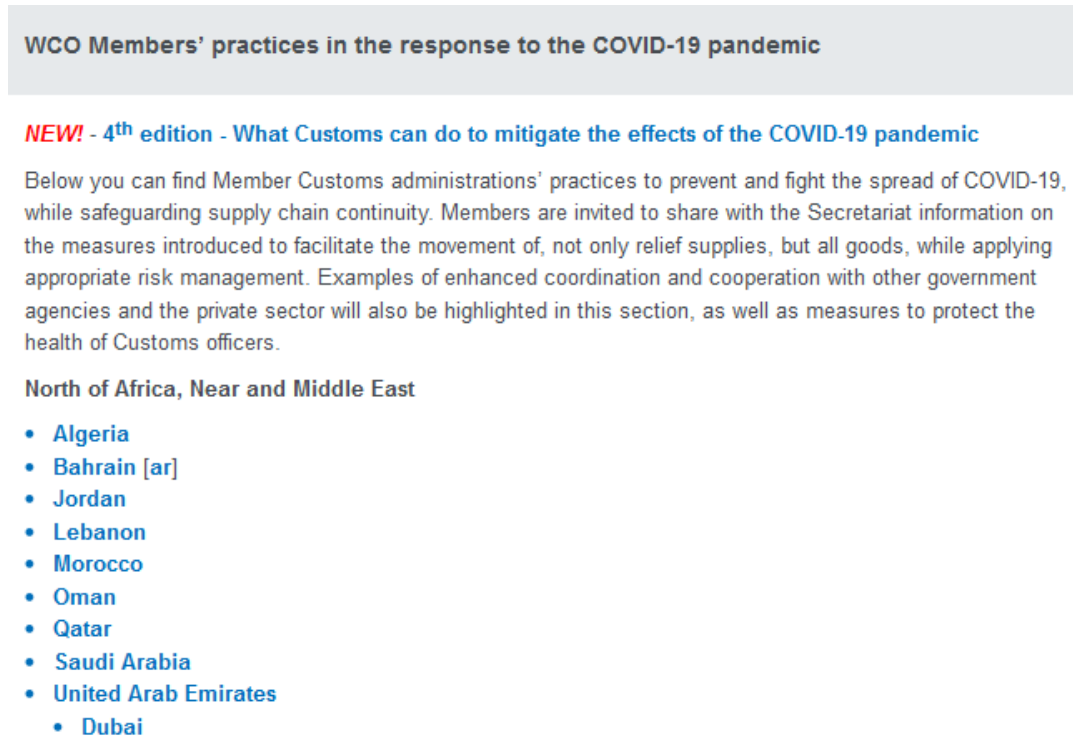 WCO Members’ practices in the response to the COVID-19 pandemic
NEW! - 4th edition - What Customs can do to mitigate the effects of the COVID-19 pandemic
Below you can find Member Customs administrations’ practices to prevent and fight the spread of COVID-19,
while safeguarding supply chain continuity. Members are invited to share with the Secretariat information on
the measures introduced to facilitate the movement of, not only relief supplies, but all goods, while applying
appropriate risk management. Examples of enhanced coordination and cooperation with other government
agencies and the private sector will also be highlighted in this section, as well as measures to protect the
health of Customs officers.
North of Africa, Near and Middle East
• Algeria
• Bahrain [ar]
• Jordan
• Lebanon
• Morocco
• Oman
• Qatar
• Saudi Arabia
• United Arab Emirates
• Dubai